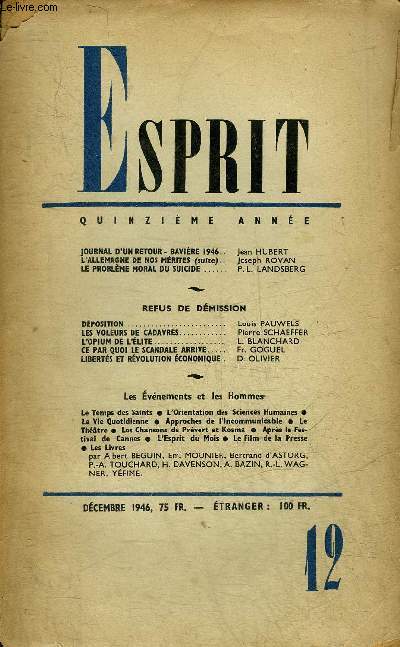 Le-livre.com
ESPRIT
QUINZIÈME ANNÉE
JOURNAL D'UN RETOUR - BAVIÈRE 1946.. Jean HUBERT
L'ALLEMAGNE DE NOS MÉRITES (suite).. Joseph ROVAN
LE PROBLÈME MORAL DU SUICIDE ...... P.-L. LANDSBERG
REFUS DE DÉMISSION
DÉPOSITION ......................... Louis PAUWELS
LES VOLEURS DE CADAVRES............ Pierre SCHAEFFER
L'OPIUM DE L'ÉLITE .................. L. BLANCHARD
CE PAR QUOI LE SCANDALE ARRIVE..... Fr. GOGUEL
LIBERTÉS ET RÉVOLUTION ÉCONOMIQUE . D. OLIVIER
Les Événements et les Hommes
Le Temps des Saints ● L'Orientation des Sciences Humaines ●
La Vie Quotidienne ● Approches de l'Incommunicable ● Le
Théâtre ● Les Chansons de Prévert et Kosma ● Après le Fes-
tival de Cannes ● L'Esprit du Mois ● Le Film de la Presse
● Les Livres
par Albert BEGUIN, Em. MOUNIER, Bertrand d'ASTORG,
P.-A. TOUCHARD, H. DAVENSON, A. BAZIN, R.-L. WAG-
NER, YÉFIME.
DÉCEMBRE 1946, 75 FR. — ÉTRANGER : 100 FR.
12